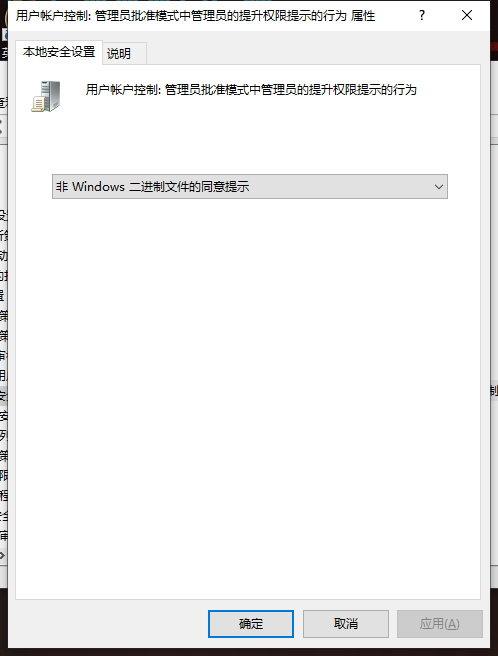 用户帐户控制: 管理员批准模式中管理员的提升权限提示的行为 属性
?
本地安全设置
说明
用户帐户控制: 管理员批准模式中管理员的提升权限提示的行为
非 Windows 二进制文件的同意提示
确定
取消
应用(A)